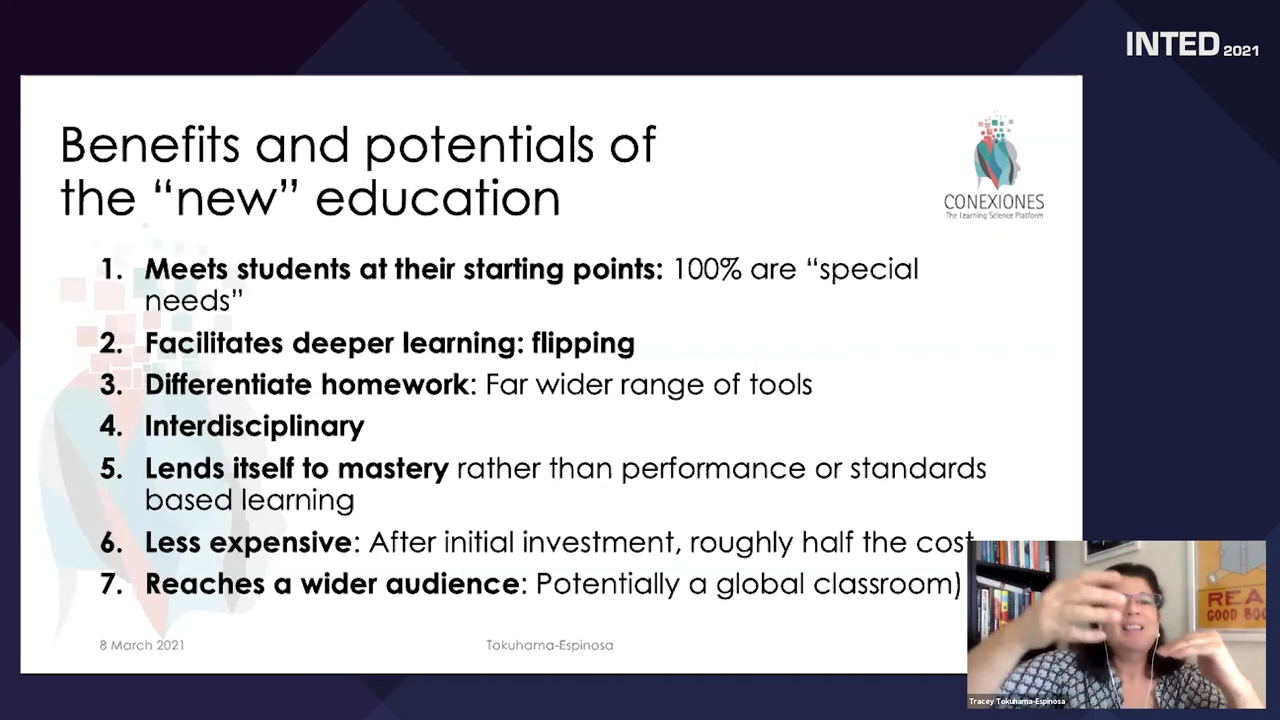 INTED 2021
Benefits and potentials of
the “new” education
CONEXIONES
The Learning Science Platform
1. Meets students at their starting points: 100% are “special
needs”
2. Facilitates deeper learning: flipping
3. Differentiate homework: Far wider range of tools
4. Interdisciplinary
5. Lends itself to mastery rather than performance or standards
based learning
6. Less expensive: After initial investment, roughly half the cost
7. Reaches a wider audience: Potentially a global classroom)
8 March 2021
Tokuhama-Espinosa
GOOD
Tracey Tokuhama-Espinosa